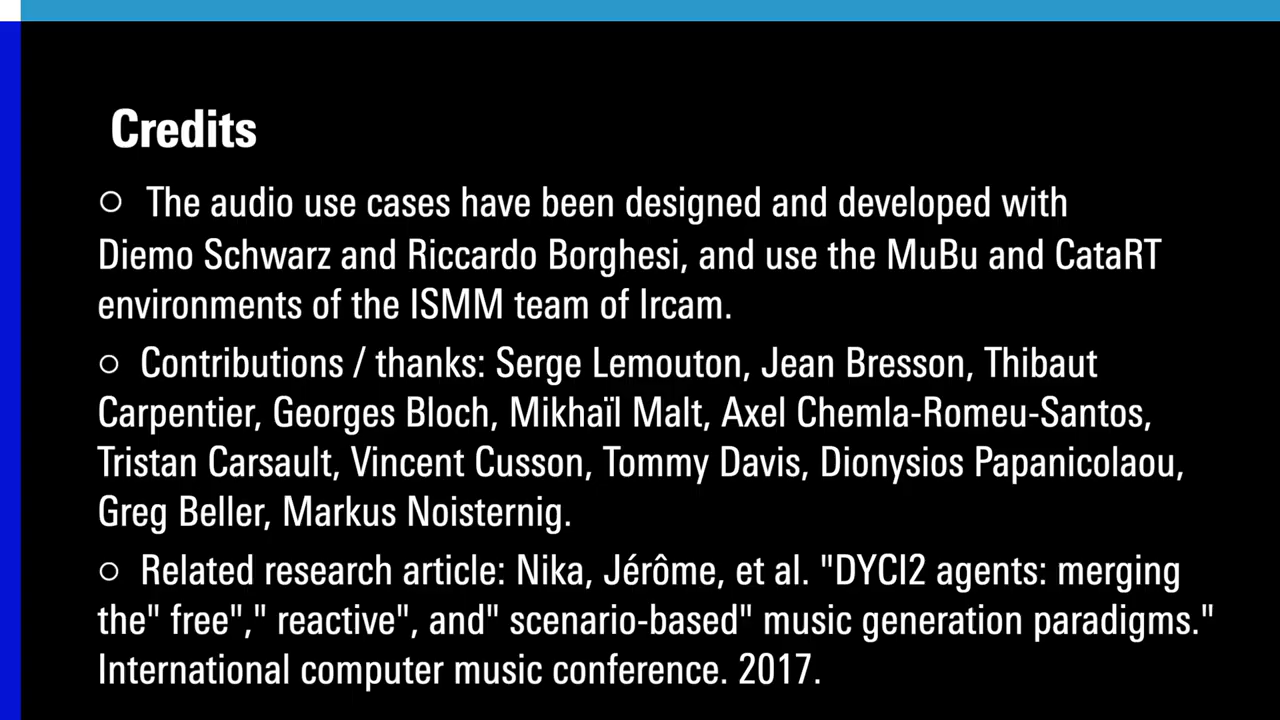 Credits
○ The audio use cases have been designed and developed with
Diemo Schwarz and Riccardo Borghesi, and use the MuBu and CataRT
environments of the ISMM team of Ircam.
○ Contributions / thanks: Serge Lemouton, Jean Bresson, Thibaut
Carpentier, Georges Bloch, Mikhaïl Malt, Axel Chemla-Romeu-Santos,
Tristan Carsault, Vincent Cusson, Tommy Davis, Dionysios Papanicolaou,
Greg Beller, Markus Noisternig.
○ Related research article: Nika, Jérôme, et al. "DYCI2 agents: merging
the" free"," reactive", and" scenario-based" music generation paradigms."
International computer music conference. 2017.